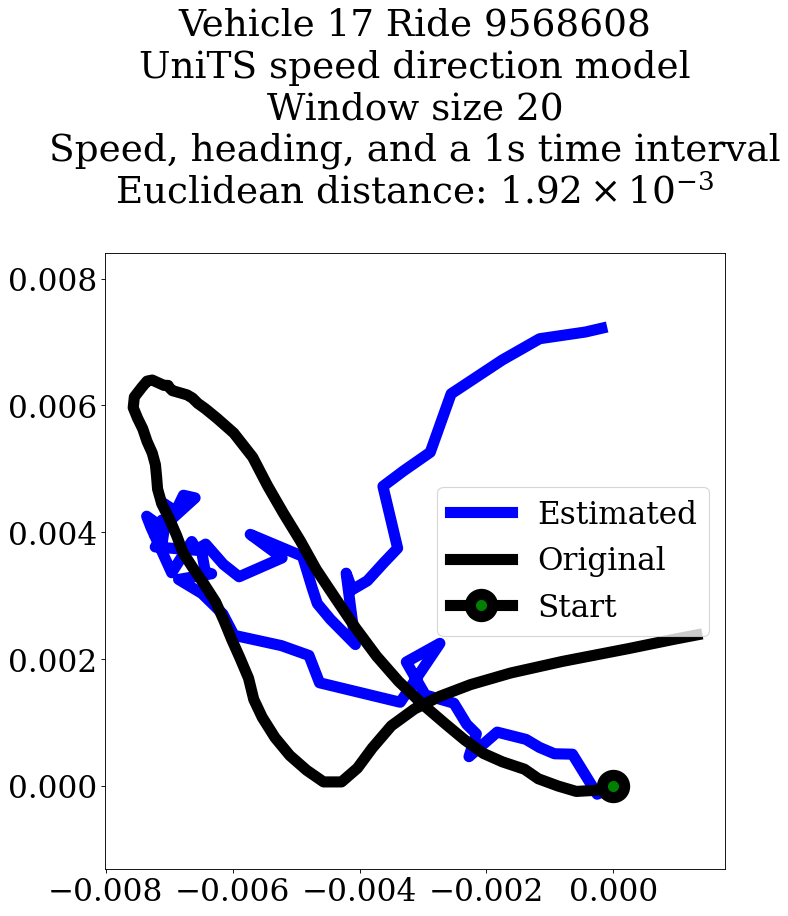 Vehicle 17 Ride 9568608
UniTS speed direction model
Window size 20
Speed, heading, and a 1s time interval
Euclidean distance: 1.92 × 10⁻³
0.008
0.006
0.004
0.002
0.000
Estimated
Original
Start
−0.008 −0.006 −0.004 −0.002 0.000